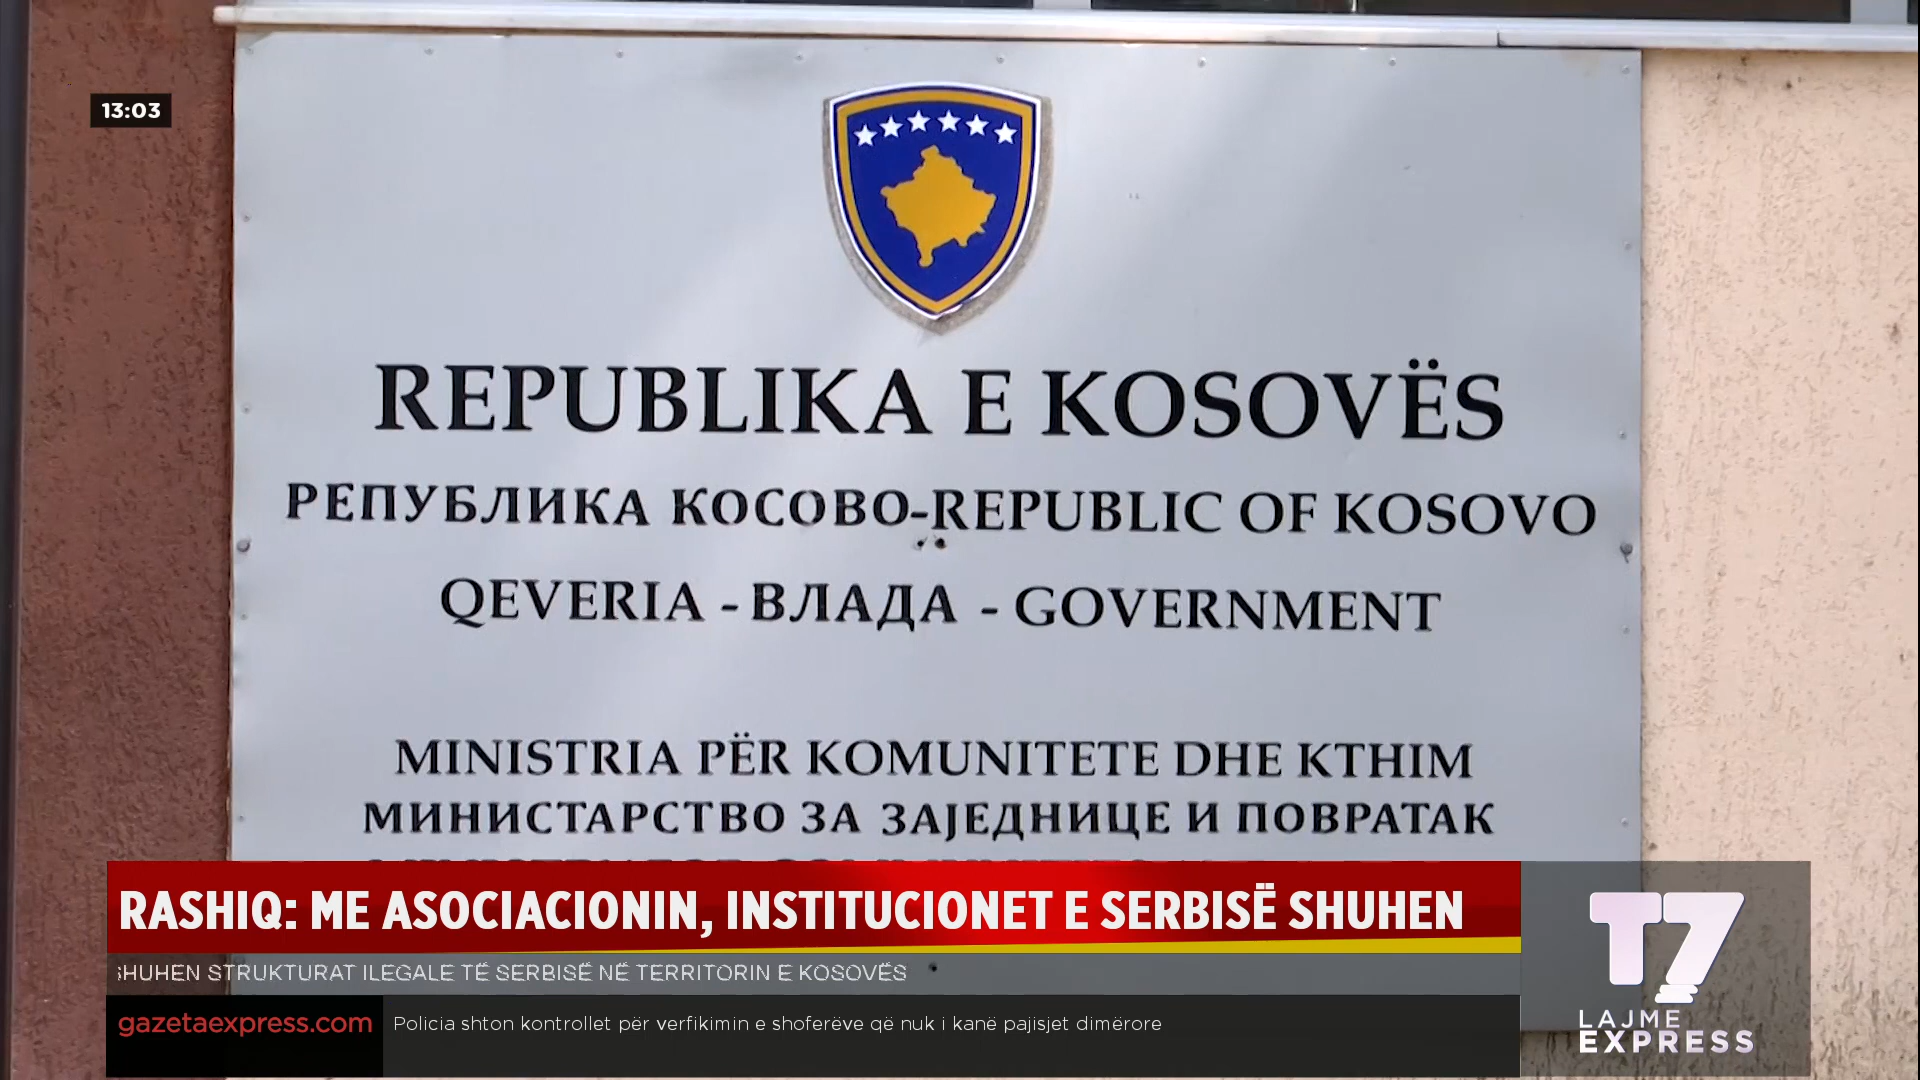 13:03
REPUBLIKA E KOSOVËS
РЕПУБЛИКА КОСОВО-REPUBLIC OF KOSOVO
QEVERIA - ВЛАДА - GOVERNMENT
MINISTRIA PËR KOMUNITETE DHE KTHIM
МИНИСТАРСТВО ЗА ЗАЈЕДНИЦЕ И ПОВРАТАК
RASHIQ: ME ASOCIACIONIN, INSTITUCIONET E SERBISË SHUHEN
SHUHEN STRUKTURAT ILEGALE TË SERBISË NË TERRITORIN E KOSOVËS
gazetaexpress.com
Policia shton kontrollet për verfikimin e shoferëve që nuk i kanë pajisjet dimërore
T7
LAJME
EXPRESS